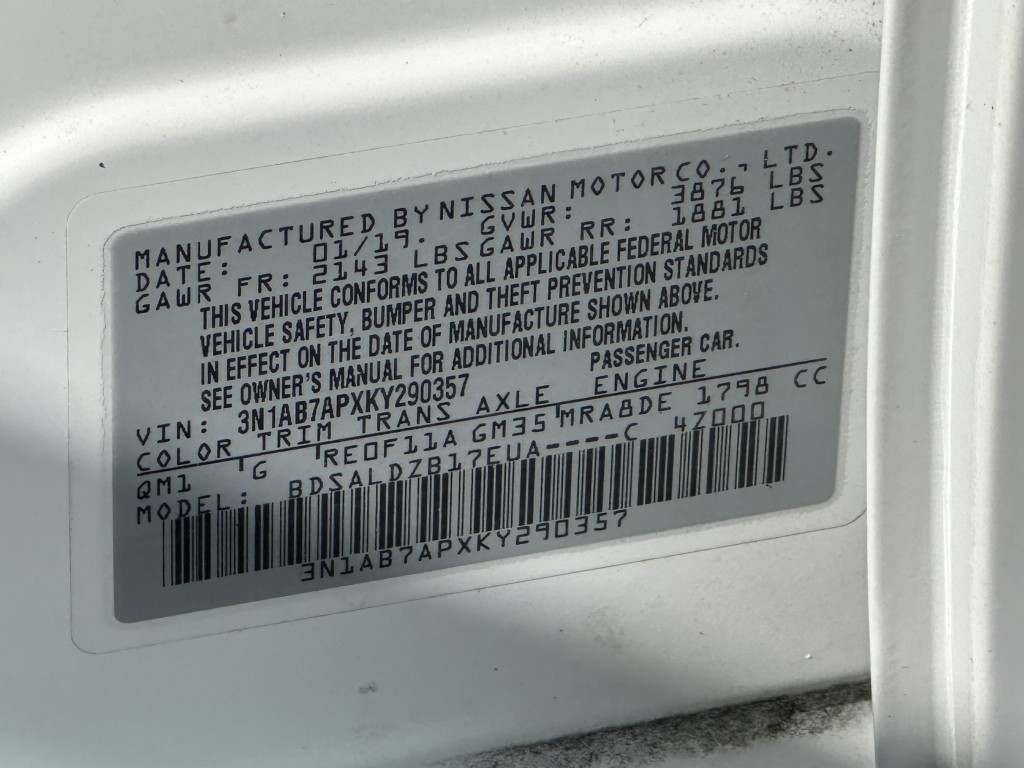 MANUFACTURED BY NISSAN MOTOR CO., LTD.
DATE: 01/19. GVWR: 3876 LBS
GAWR FR: 2143 LBS GAWR RR: 1881 LBS
THIS VEHICLE CONFORMS TO ALL APPLICABLE FEDERAL MOTOR
VEHICLE SAFETY, BUMPER AND THEFT PREVENTION STANDARDS
IN EFFECT ON THE DATE OF MANUFACTURE SHOWN ABOVE.
SEE OWNER'S MANUAL FOR ADDITIONAL INFORMATION.
VIN: 3N1AB7APXKY290357 PASSENGER CAR.
COLOR TRIM TRANS AXLE ENGINE
QM1 G RE0F11A GM35 MRA8DE 1798 CC
MODEL: BDSALDZB17EUA----C 4Z000
3N1AB7APXKY290357